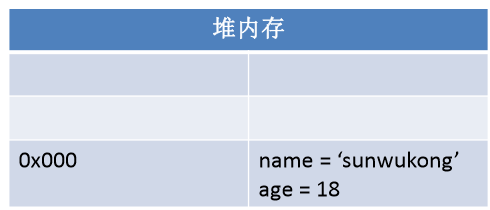 堆内存
0x000
name = ‘sunwukong’
age = 18